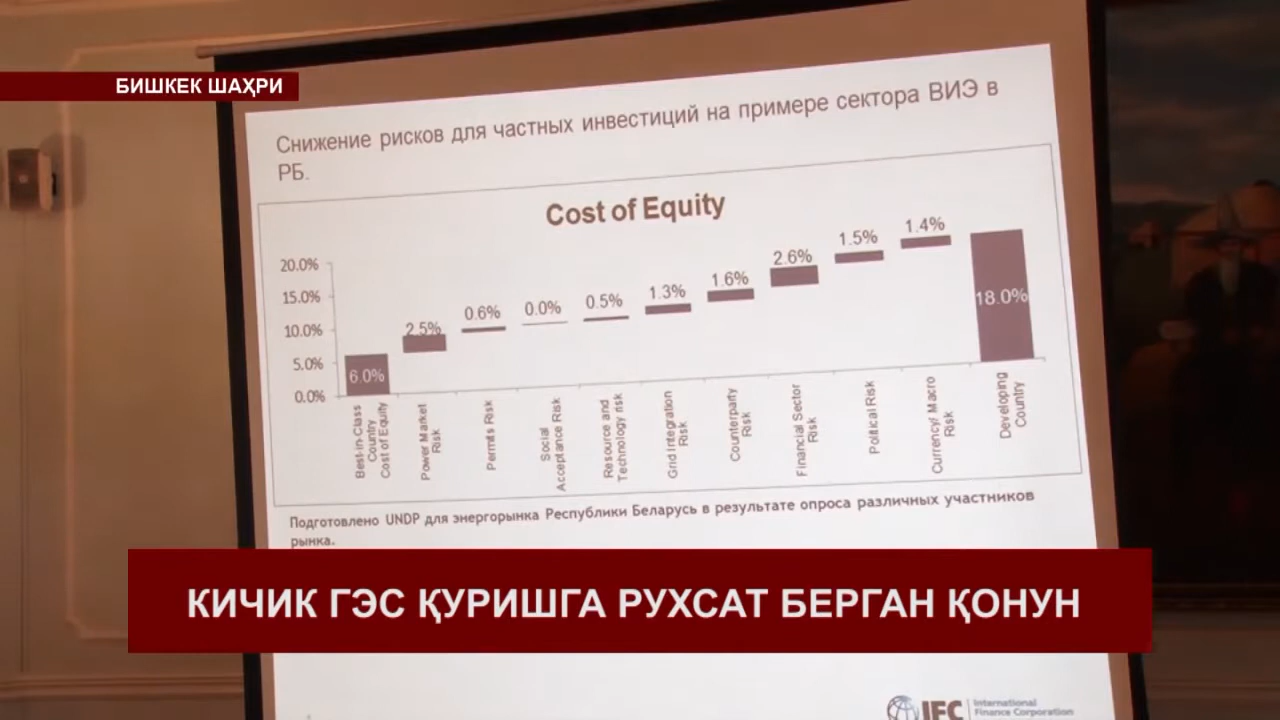 БИШКЕК ШАҲРИ
Снижение рисков для частных инвестиций на примере сектора ВИЭ в
РБ.
Cost of Equity
20.0%
15.0%
10.0%
5.0%
0.0%
6.0%
2.5%
0.6%
0.0%
0.5%
1.3%
1.6%
2.6%
1.5%
1.4%
18.0%
Best-in-Class
Country
Cost of Equity
Power Market
Risk
Permits Risk
Social
Acceptance Risk
Resource and
Technology risk
Grid Integration
Risk
Counterparty
Risk
Financial Sector
Risk
Political Risk
Currency/ Macro
Risk
Developing
Country
Подготовлено UNDP для энергорынка Республики Беларусь в результате опроса различных участников
рынка.
КИЧИК ГЭС ҚУРИШГА РУХСАТ БЕРГАН ҚОНУН
IFC
International
Finance Corporation